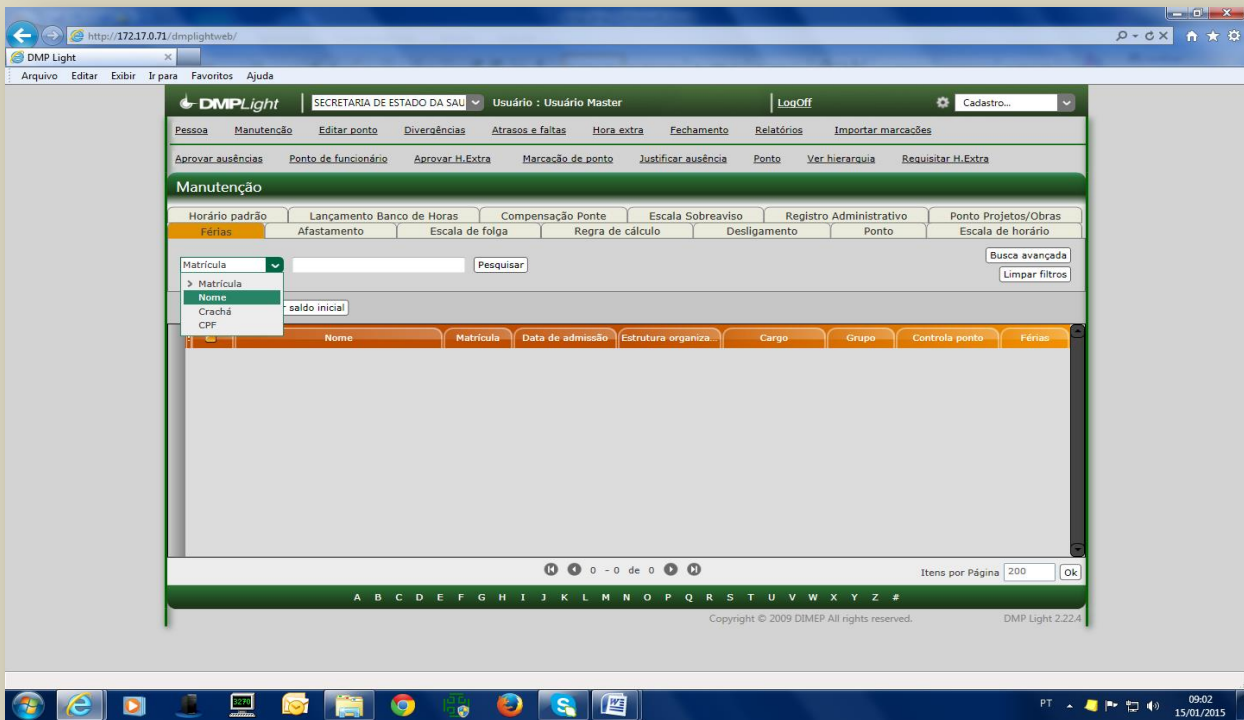 http://172.17.0.71/dmplightweb/
DMP Light
Arquivo Editar Exibir Ir para Favoritos Ajuda
DMPLight SECRETARIA DE ESTADO DA SAU Usuário : Usuário Master LogOff Cadastro...
Pessoa Manutenção Editar ponto Divergências Atrasos e faltas Hora extra Fechamento Relatórios Importar marcações
Aprovar ausências Ponto de funcionário Aprovar H.Extra Marcação de ponto Justificar ausência Ponto Ver hierarquia Requisitar H.Extra
Manutenção
Horário padrão Lançamento Banco de Horas Compensação Ponte Escala Sobreaviso Registro Administrativo Ponto Projetos/Obras
Férias Afastamento Escala de folga Regra de cálculo Desligamento Ponto Escala de horário
Busca avançada
Matrícula Pesquisar
Limpar filtros
Matrícula
Nome
Crachá
CPF
saldo inicial
Nome Matrícula Data de admissão Estrutura organiza... Cargo Grupo Controla ponto Férias
0 - 0 de 0 Itens por Página 200 Ok
A B C D E F G H I J K L M N O P Q R S T U V W X Y Z #
Copyright © 2009 DIMEP All rights reserved. DMP Light 2.22.4
3270
PT 09:02
15/01/2015